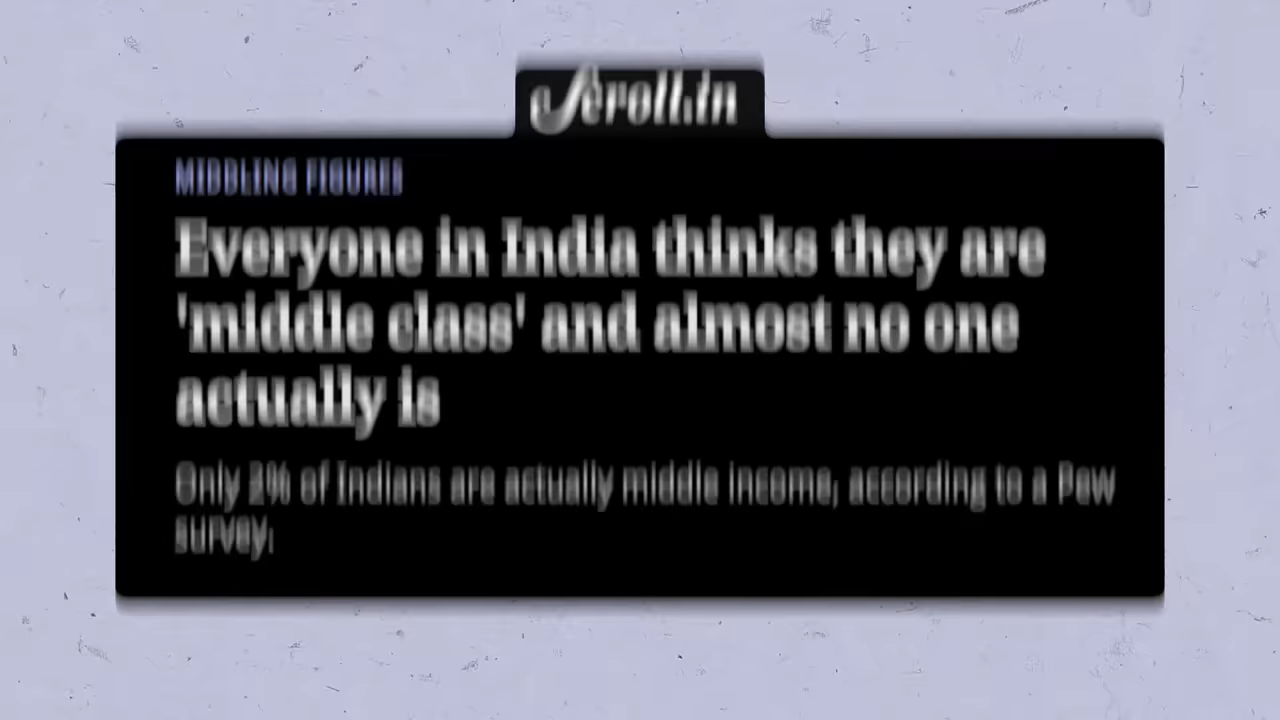 Scroll.in
MIDDLING FIGURES
Everyone in India thinks they are
'middle class' and almost no one
actually is
Only of Indians are actually middle income, according to a Pew
survey.